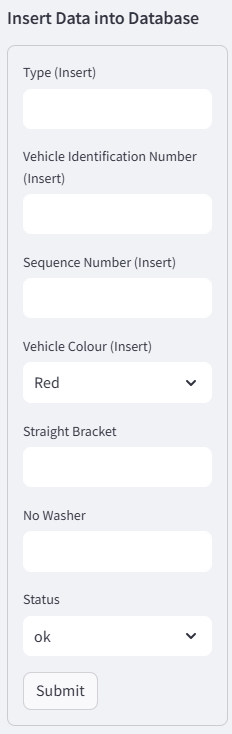 Insert Data into Database
Type (Insert)
Vehicle Identification Number
(Insert)
Sequence Number (Insert)
Vehicle Colour (Insert)
Red
Straight Bracket
No Washer
Status
ok
Submit